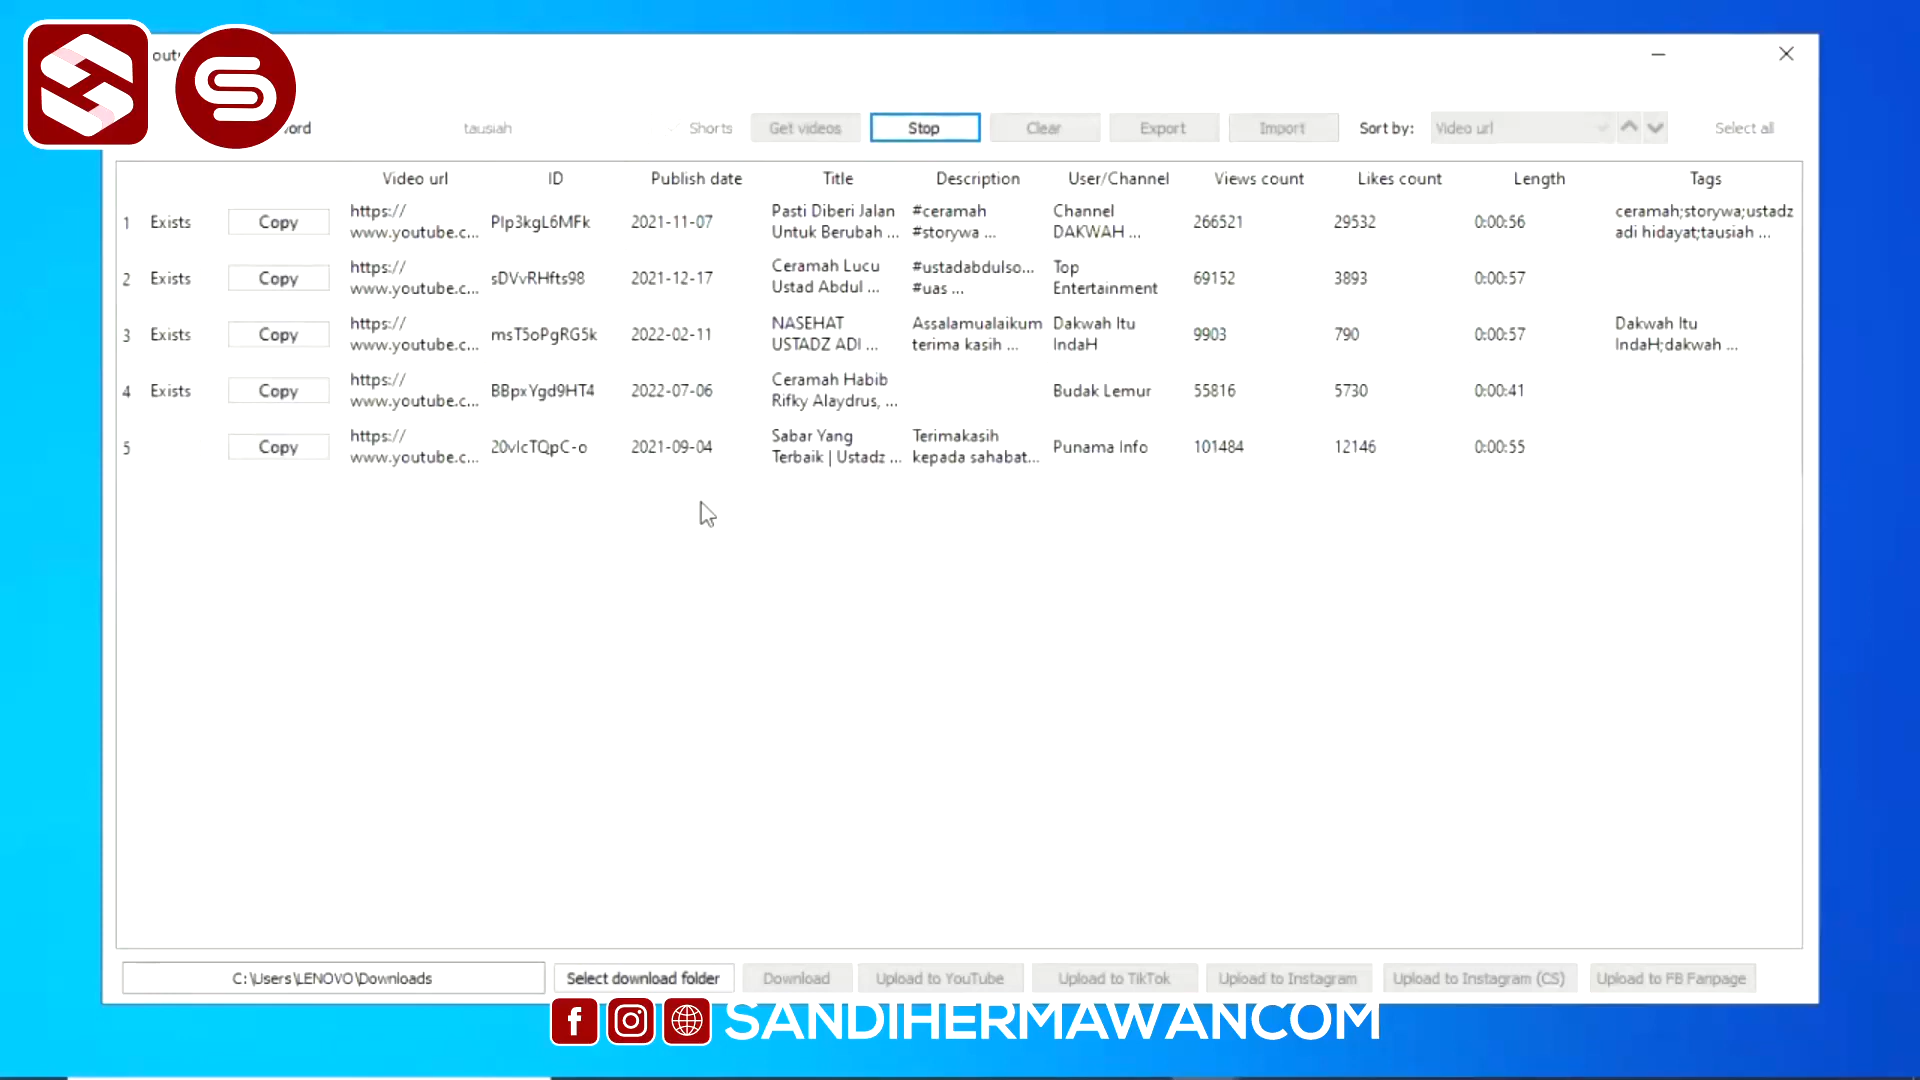 tausiah Shorts Get videos Stop Clear Export Import Sort by: Video url Select all
Video url ID Publish date Title Description User/Channel Views count Likes count Length Tags
1 Exists Copy https:// www.youtube.c... PIp3kgL6MFk 2021-11-07 Pasti Diberi Jalan Untuk Berubah ... #ceramah #storywa ... Channel DAKWAH ... 266521 29532 0:00:56 ceramah;storywa;ustadz adi hidayat;tausiah ...
2 Exists Copy https:// www.youtube.c... sDVvRHfts98 2021-12-17 Ceramah Lucu Ustad Abdul ... #ustadabdulso... #uas ... Top Entertainment 69152 3893 0:00:57
3 Exists Copy https:// www.youtube.c... msT5oPgRG5k 2022-02-11 NASEHAT USTADZ ADI ... Assalamualaikum terima kasih ... Dakwah Itu IndaH 9903 790 0:00:57 Dakwah Itu IndaH;dakwah ...
4 Exists Copy https:// www.youtube.c... BBpxYgd9HT4 2022-07-06 Ceramah Habib Rifky Alaydrus, ... Budak Lemur 55816 5730 0:00:41
5 Copy https:// www.youtube.c... 20vIcTQpC-o 2021-09-04 Sabar Yang Terbaik | Ustadz ... Terimakasih kepada sahabat... Punama Info 101484 12146 0:00:55
C:\Users\LENOVO\Downloads Select download folder Download Upload to YouTube Upload to TikTok Upload to Instagram Upload to Instagram (CS) Upload to FB Fanpage
SANDIHERMAWANCOM